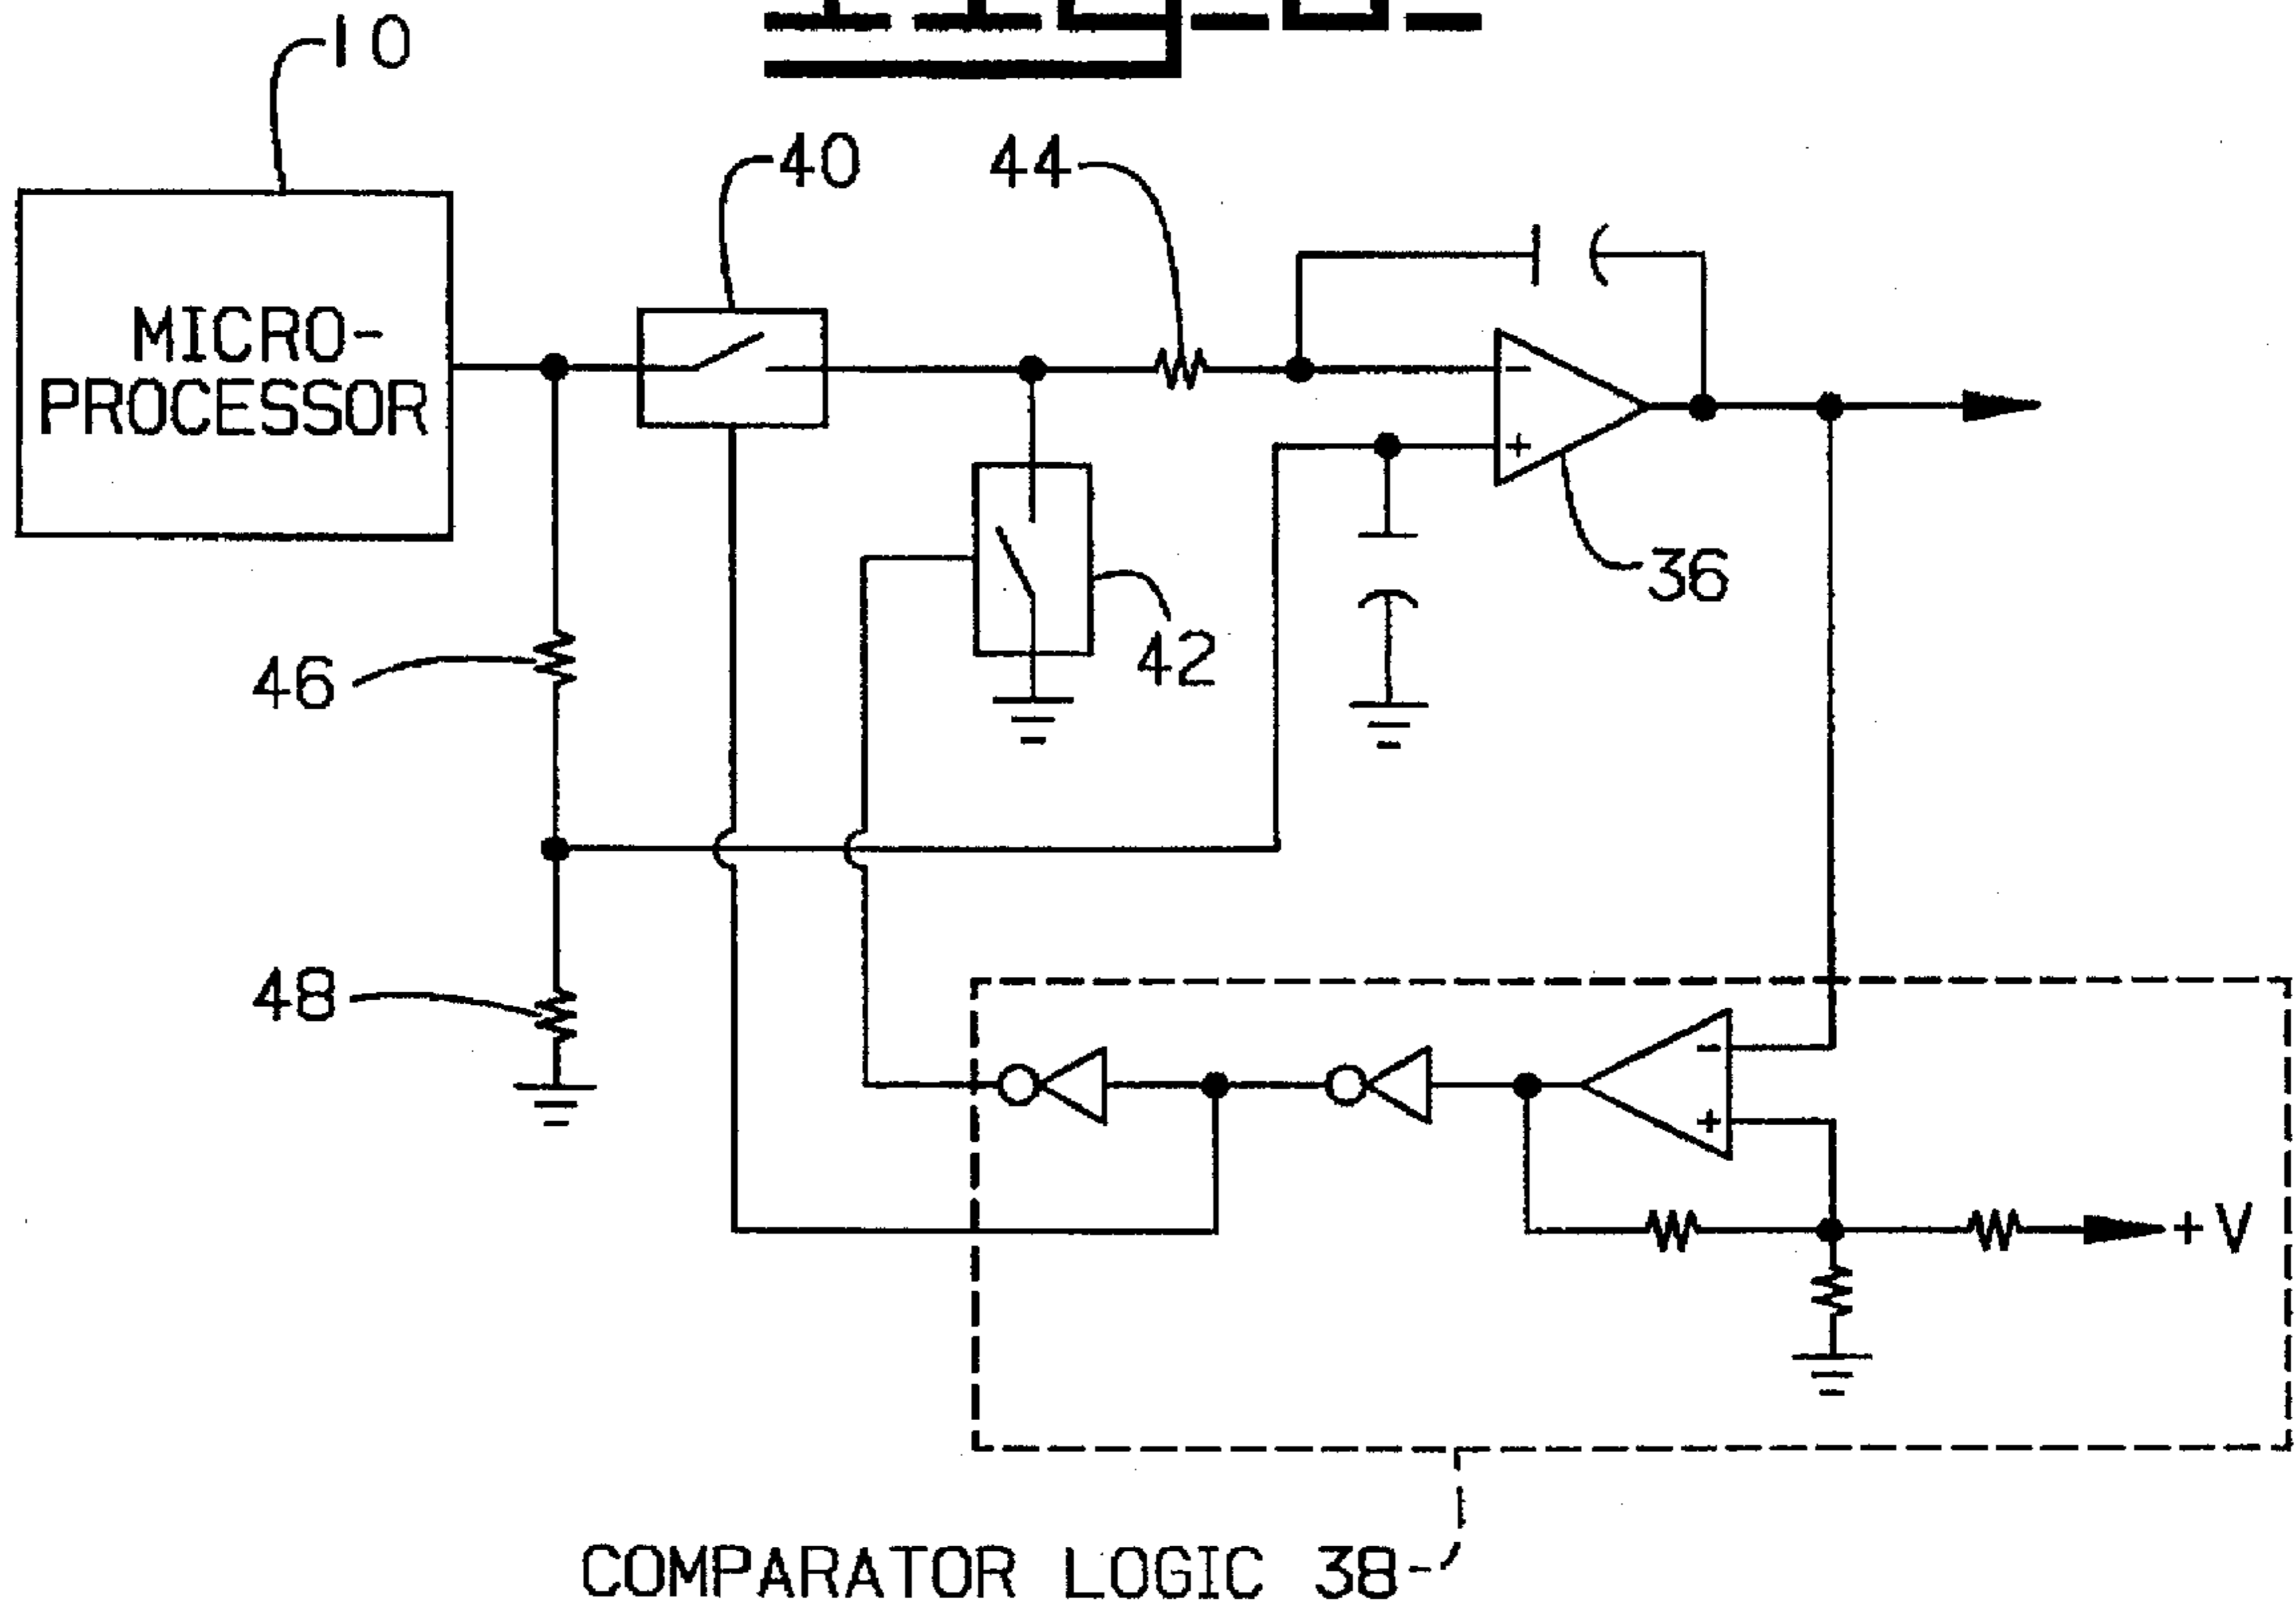 10
40
44
MICRO-
PROCESSOR
-
+
36
42
46
48
-
+
+V
COMPARATOR LOGIC 38